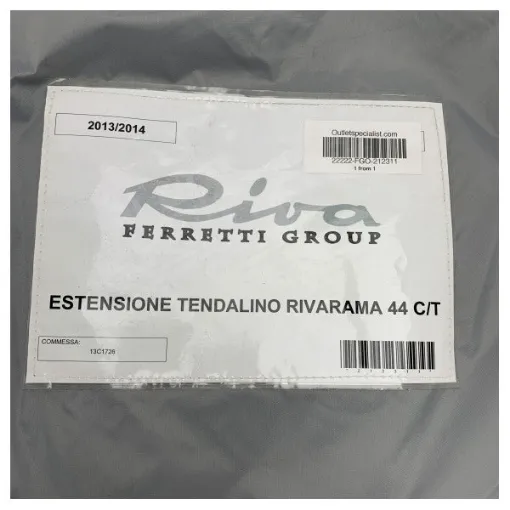 2013/2014
Outletspecialist.com
22222-FGO-212311
1 from 1
Riva
FERRETTI GROUP
ESTENSIONE TENDALINO RIVARAMA 44 C/T
COMMESSA:
13C1726